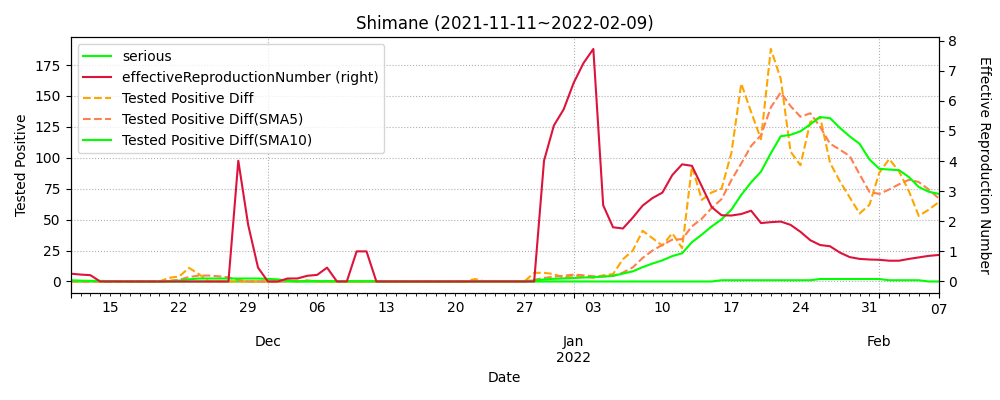 Shimane (2021-11-11~2022-02-09)
serious
effectiveReproductionNumber (right)
Tested Positive Diff
Tested Positive Diff(SMA5)
Tested Positive Diff(SMA10)
Tested Positive
175
150
125
100
75
50
25
0
8
7
6
5
4
3
2
1
0
Effective Reproduction Number
15 22 29 06 13 20 27 03 10 17 24 31 07
Dec Jan Feb
2022
Date